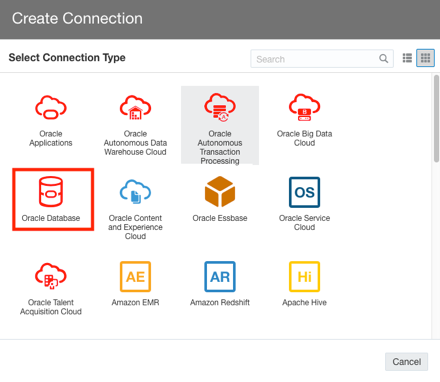 Create Connection
Select Connection Type
Search
Oracle
Applications
Oracle
Autonomous Data
Warehouse Cloud
Oracle
Autonomous
Transaction
Processing
Oracle Big Data
Cloud
Oracle Database
Oracle Content
and Experience
Cloud
Oracle Essbase
OS
Oracle Service
Cloud
Oracle Talent
Acquisition Cloud
AE
Amazon EMR
AR
Amazon Redshift
Hi
Apache Hive
Cancel